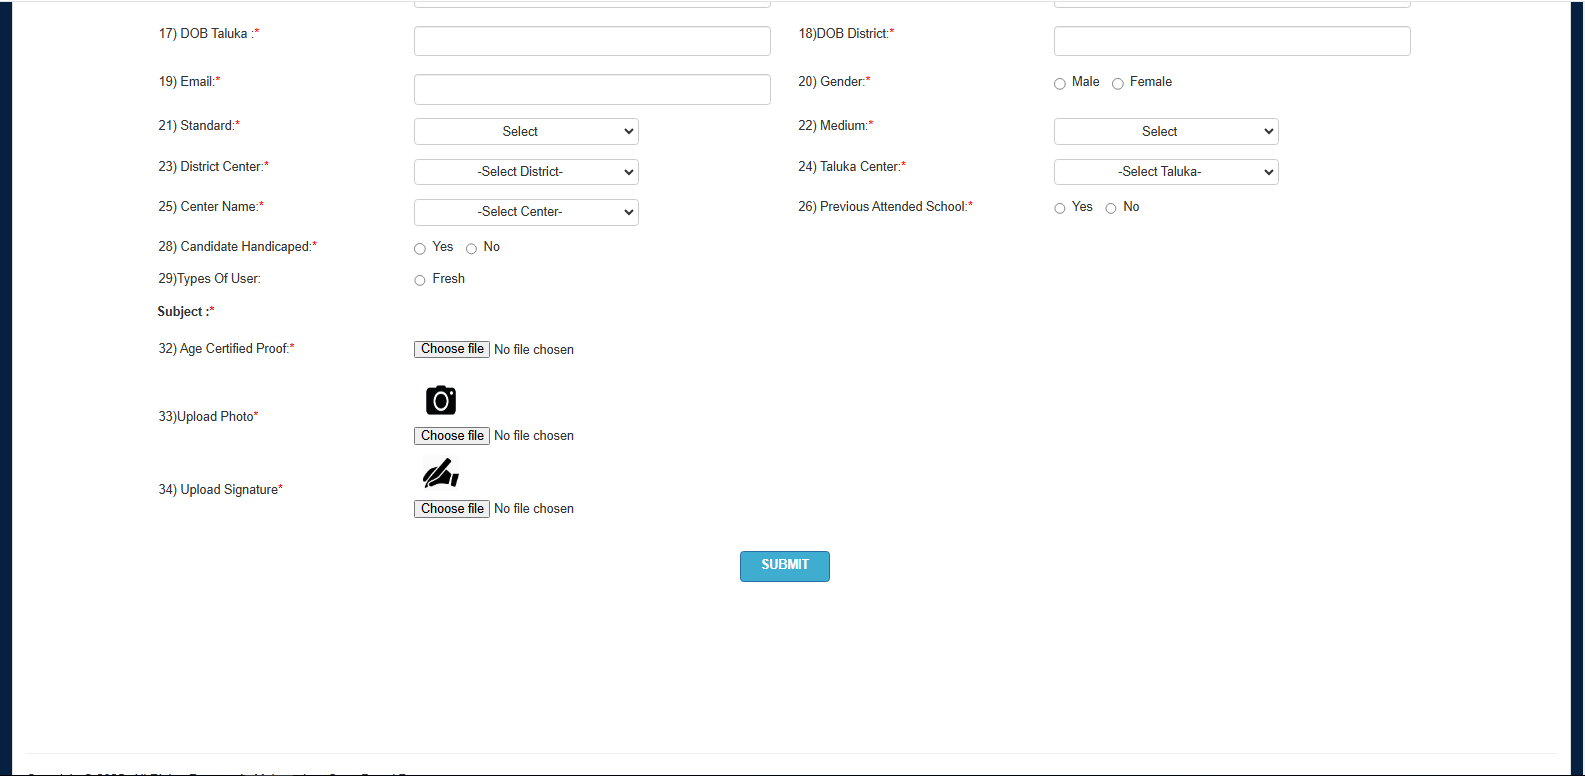 17) DOB Taluka :* 18)DOB District:*
19) Email:* 20) Gender:* Male Female
21) Standard:* Select 22) Medium:* Select
23) District Center:* -Select District- 24) Taluka Center:* -Select Taluka-
25) Center Name:* -Select Center- 26) Previous Attended School:* Yes No
28) Candidate Handicaped:* Yes No
29)Types Of User: Fresh
Subject :*
32) Age Certified Proof:* Choose file No file chosen
33)Upload Photo*
Choose file No file chosen
34) Upload Signature*
Choose file No file chosen
SUBMIT